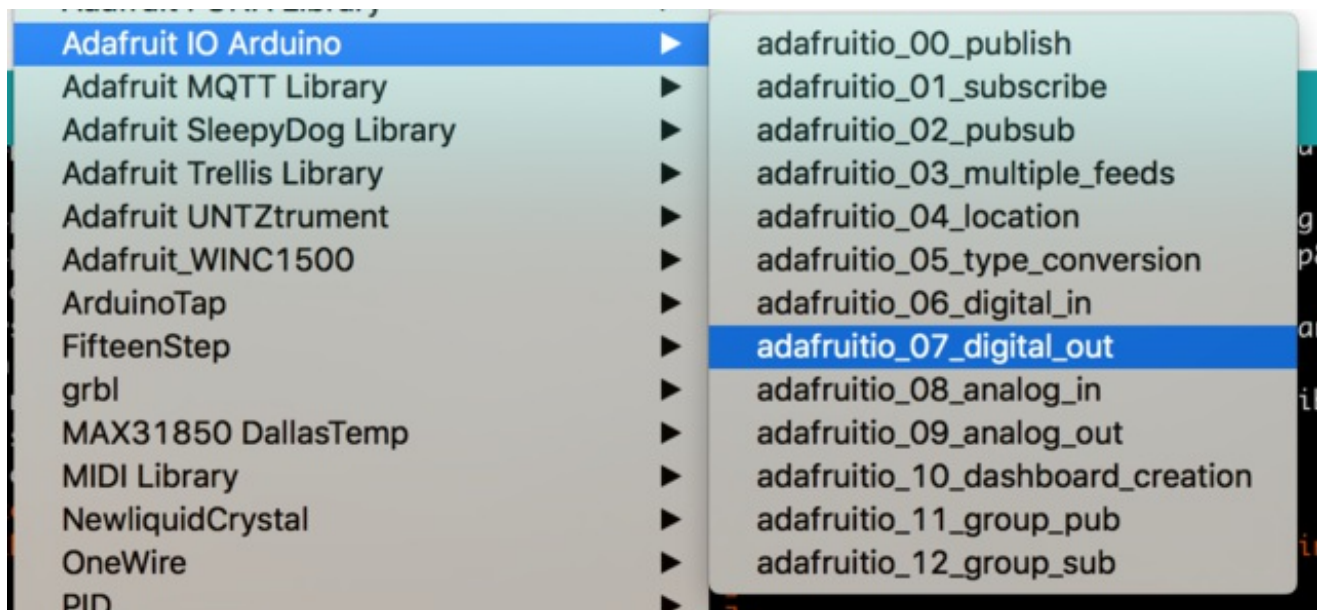 Adafruit IO Arduino
Adafruit MQTT Library
Adafruit SleepyDog Library
Adafruit Trellis Library
Adafruit UNTZtrument
Adafruit_WINC1500
ArduinoTap
FifteenStep
grbl
MAX31850 DallasTemp
MIDI Library
NewliquidCrystal
OneWire
PID
adafruitio_00_publish
adafruitio_01_subscribe
adafruitio_02_pubsub
adafruitio_03_multiple_feeds
adafruitio_04_location
adafruitio_05_type_conversion
adafruitio_06_digital_in
adafruitio_07_digital_out
adafruitio_08_analog_in
adafruitio_09_analog_out
adafruitio_10_dashboard_creation
adafruitio_11_group_pub
adafruitio_12_group_sub